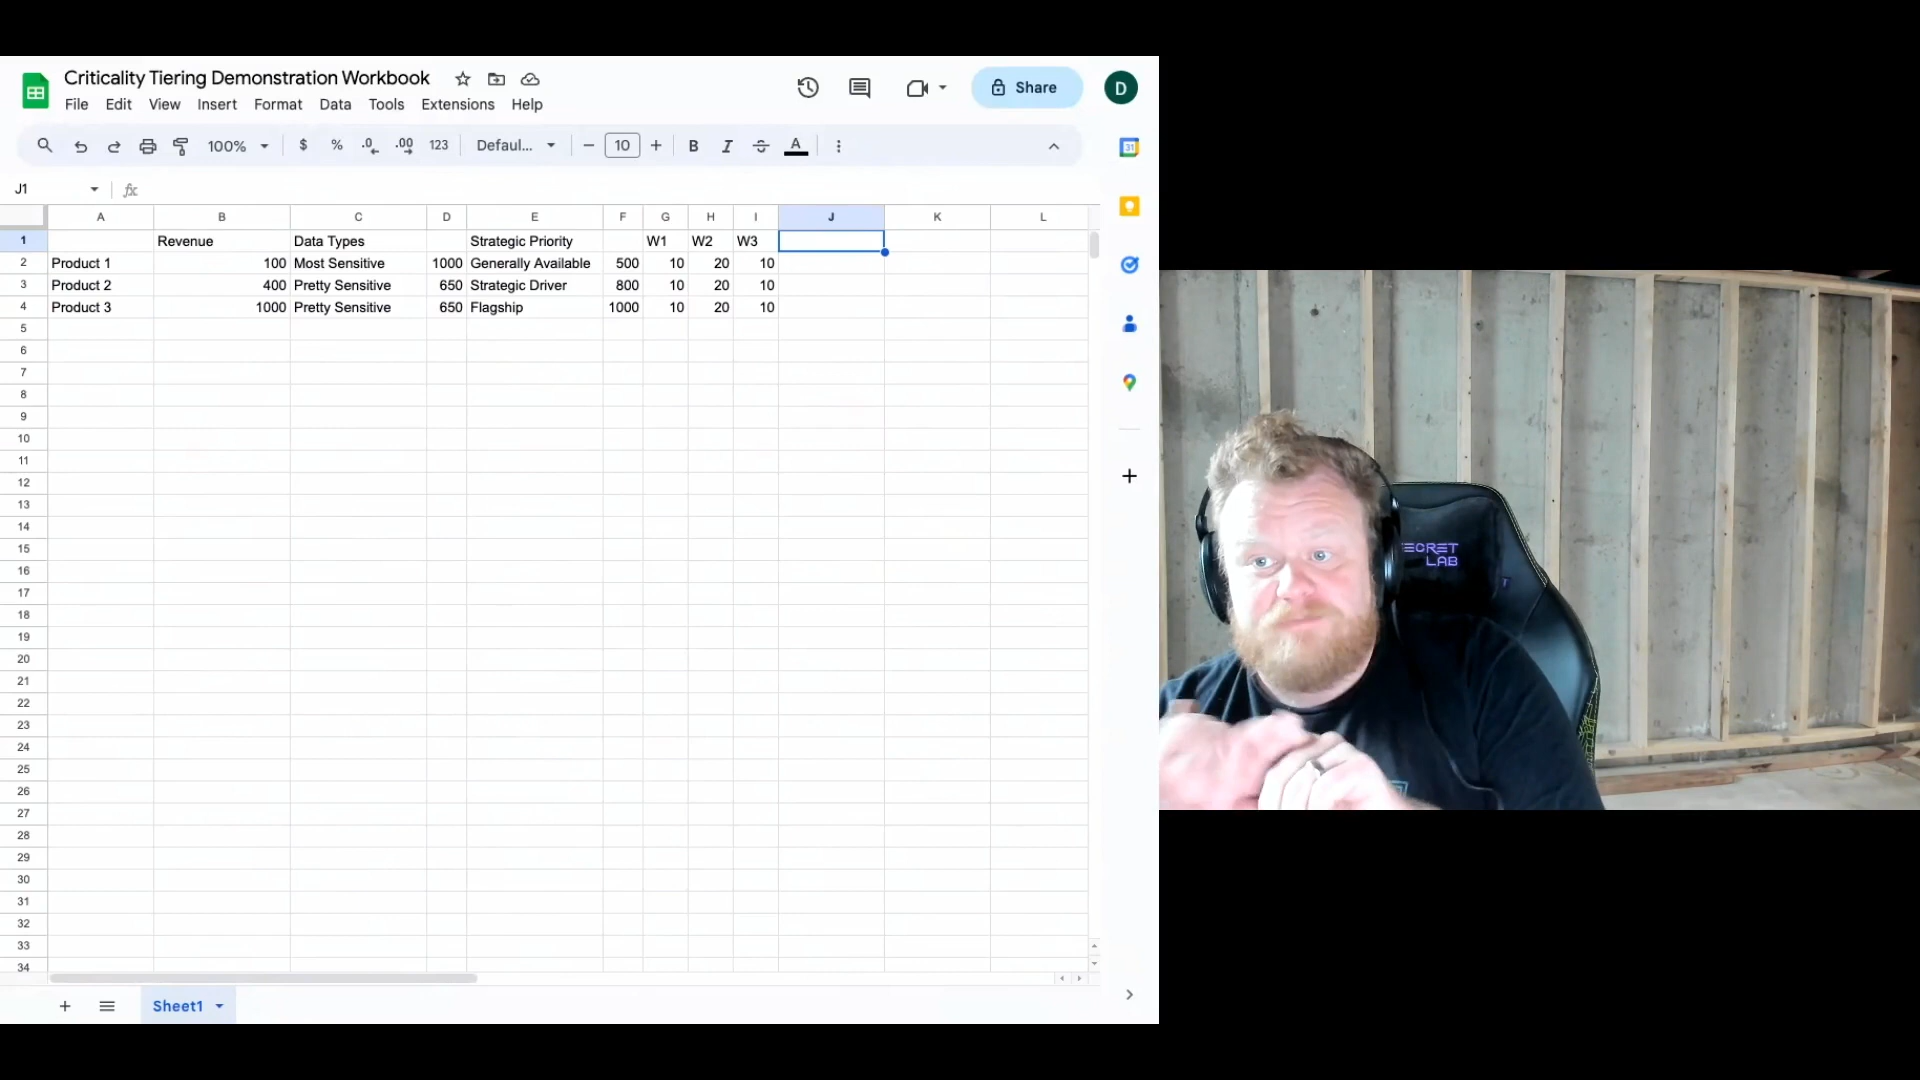 Criticality Tiering Demonstration Workbook
File Edit View Insert Format Data Tools Extensions Help
Share
D
100% $ % .0 .00 123 Defaul... 10 B I S A
31
J1 fx
A B C D E F G H I J K L
1 Revenue Data Types Strategic Priority W1 W2 W3
2 Product 1 100 Most Sensitive 1000 Generally Available 500 10 20 10
3 Product 2 400 Pretty Sensitive 650 Strategic Driver 800 10 20 10
4 Product 3 1000 Pretty Sensitive 650 Flagship 1000 10 20 10
5
6
7
8
9
10
11
12
13
14
15
16
17
18
19
20
21
22
23
24
25
26
27
28
29
30
31
32
33
34
Sheet1
ECRET
LAB